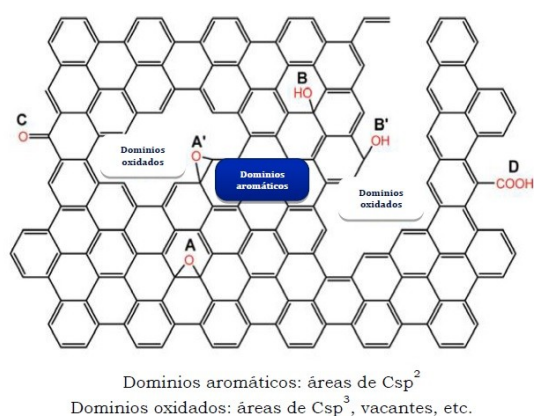 B
HO
B'
OH
C
O
Dominios
oxidados
A'
O
Dominios
aromáticos
Dominios
oxidados
D
COOH
A
O
Dominios aromáticos: áreas de Csp²
Dominios oxidados: áreas de Csp³, vacantes, etc.